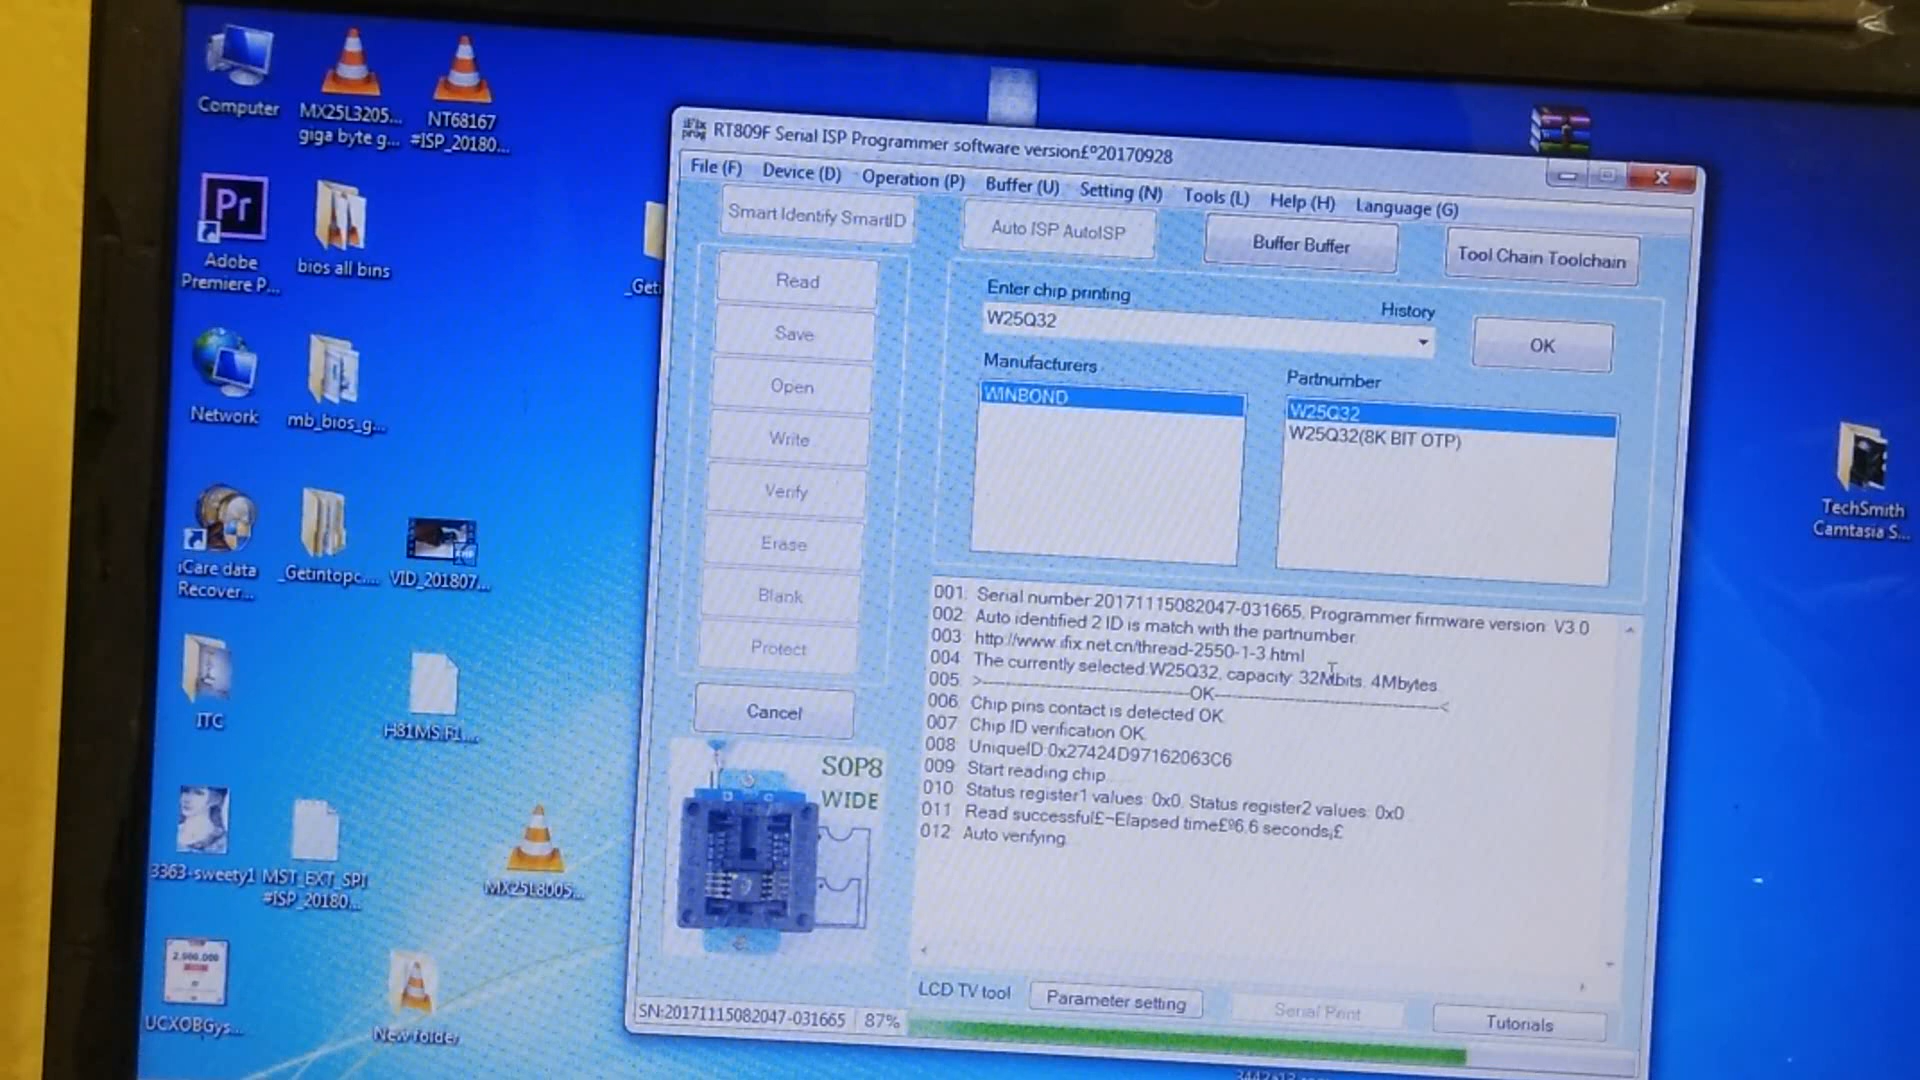 Computer
MX25L3205...
giga byte g...
NT68167
#ISP_20180...
Adobe
Premiere P...
bios all bins
Network
mb_bios_g...
iCare data
Recover...
_Getintopc....
VID_201807...
ITC
H81MS.F1....
3363-sweety1
MST_EXT_SPI
#ISP_20180...
MX25L8005...
2,000,000
UCXOBGys...
New folder
_Geti
TechSmith
Camtasia S...
RT809F Serial ISP Programmer software version£º20170928
File (F) Device (D) Operation (P) Buffer (U) Setting (N) Tools (L) Help (H) Language (G)
Smart Identify SmartID
Auto ISP AutoISP
Buffer Buffer
Tool Chain Toolchain
Read
Save
Open
Write
Verify
Erase
Blank
Protect
Cancel
SOP8
WIDE
Enter chip printing
History
W25Q32
OK
Manufacturers
Partnumber
WINBOND
W25Q32
W25Q32(8K BIT OTP)
001 Serial number:20171115082047-031665, Programmer firmware version: V3.0
002 Auto identified 2 ID is match with the partnumber
003 http://www.ifix.net.cn/thread-2550-1-3.html
004 The currently selected:W25Q32, capacity: 32Mbits, 4Mbytes.
005 >--------------------------------OK--------------------------------<
006 Chip pins contact is detected OK.
007 Chip ID verification OK.
008 UniqueID:0x27424D97162063C6
009 Start reading chip...
010 Status register1 values: 0x0, Status register2 values: 0x0
011 Read successful£¬Elapsed time£º6.6 seconds¡£
012 Auto verifying...
LCD TV tool
Parameter setting
Serial Print
Tutorials
SN:20171115082047-031665
87%